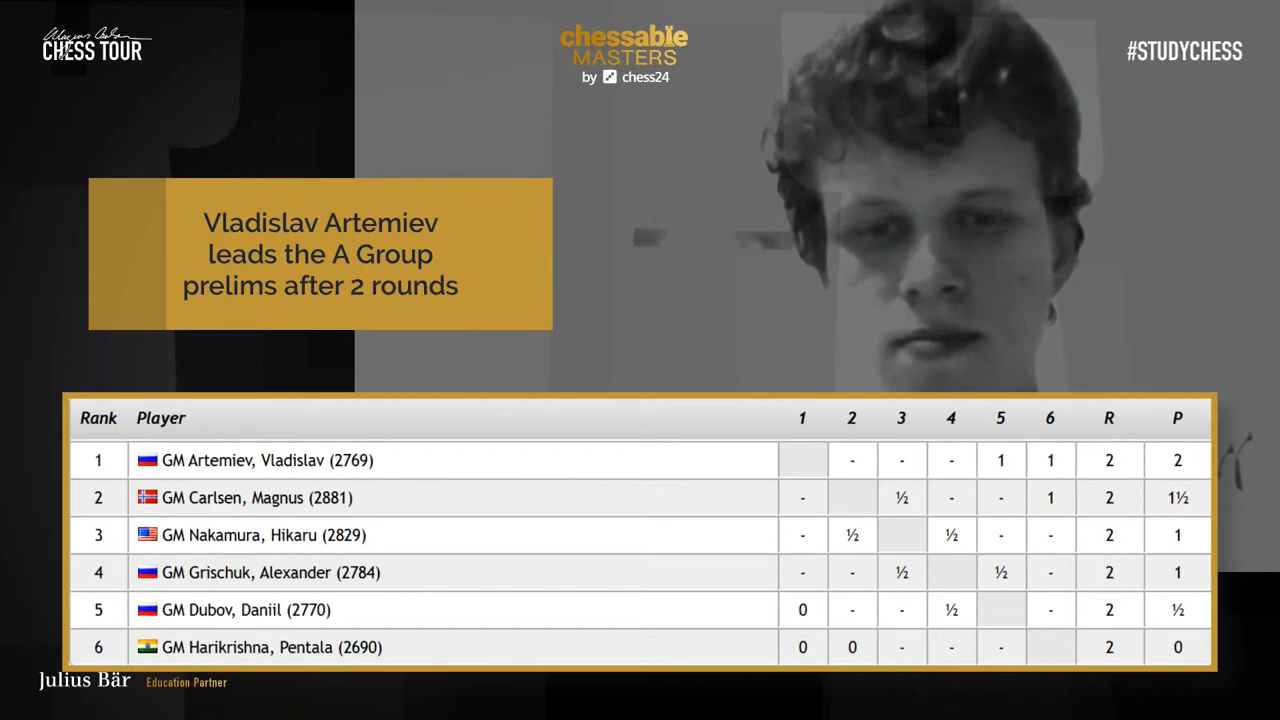 Magnus Carlsen
CHESS TOUR
chessable
MASTERS
by chess24
#STUDYCHESS
Vladislav Artemiev
leads the A Group
prelims after 2 rounds
Rank Player 1 2 3 4 5 6 R P
1 GM Artemiev, Vladislav (2769) - - - 1 1 2 2
2 GM Carlsen, Magnus (2881) - ½ - - 1 2 1½
3 GM Nakamura, Hikaru (2829) - ½ ½ - - 2 1
4 GM Grischuk, Alexander (2784) - - ½ ½ - 2 1
5 GM Dubov, Daniil (2770) 0 - - ½ - 2 ½
6 GM Harikrishna, Pentala (2690) 0 0 - - - 2 0
Julius Bär Education Partner